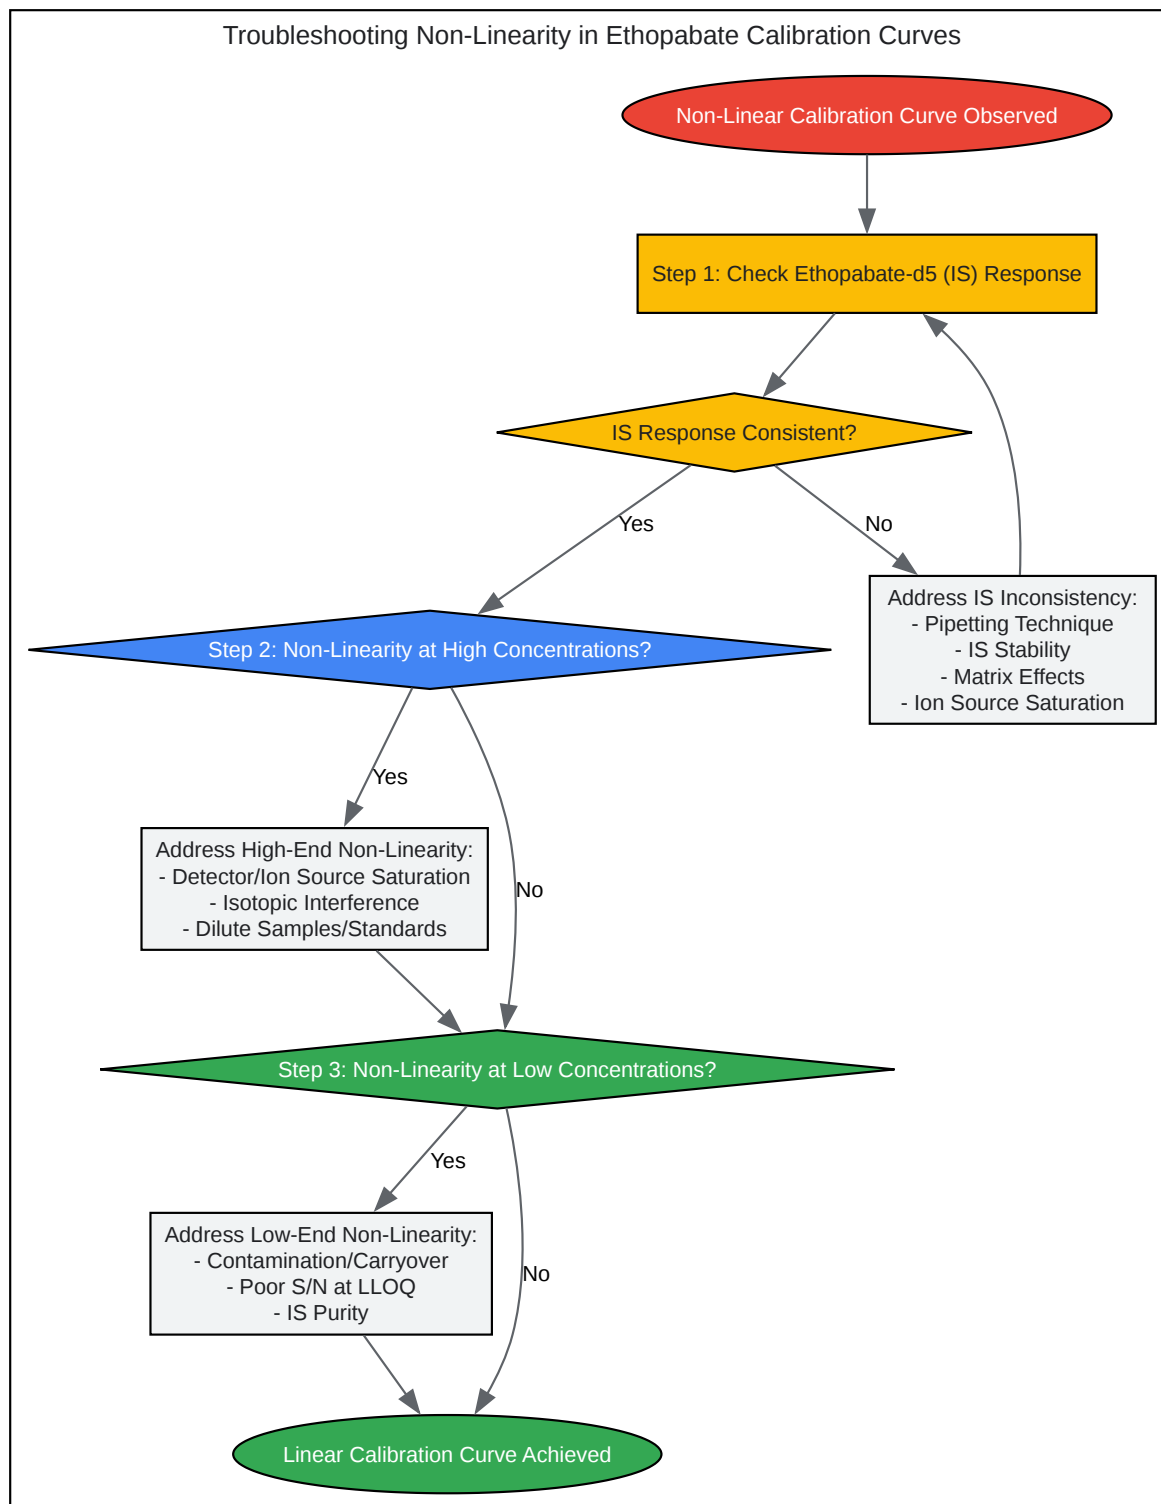 Troubleshooting Non-Linearity in Ethopabate Calibration Curves
Non-Linear Calibration Curve Observed
Step 1: Check Ethopabate-d5 (IS) Response
IS Response Consistent?
Yes
No
Address IS Inconsistency:
- Pipetting Technique
- IS Stability
- Matrix Effects
- Ion Source Saturation
Step 2: Non-Linearity at High Concentrations?
Yes
No
Address High-End Non-Linearity:
- Detector/Ion Source Saturation
- Isotopic Interference
- Dilute Samples/Standards
Step 3: Non-Linearity at Low Concentrations?
Yes
No
Address Low-End Non-Linearity:
- Contamination/Carryover
- Poor S/N at LLOQ
- IS Purity
Linear Calibration Curve Achieved